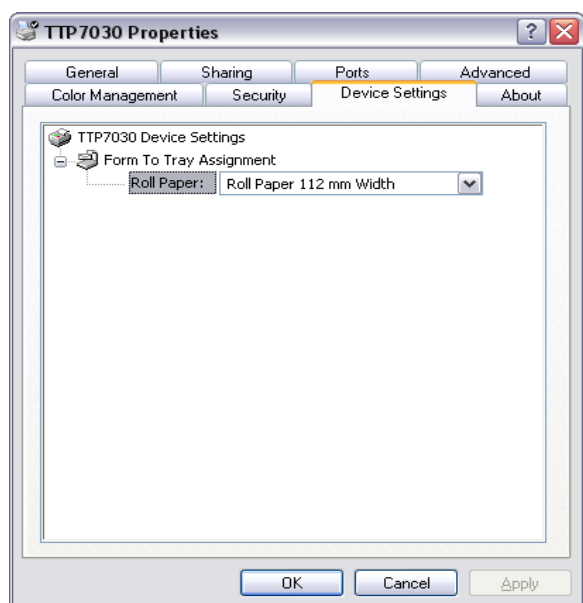 TTP7030 Properties
General Sharing Ports Advanced
Color Management Security Device Settings About
TTP7030 Device Settings
Form To Tray Assignment
Roll Paper: Roll Paper 112 mm Width
OK Cancel Apply